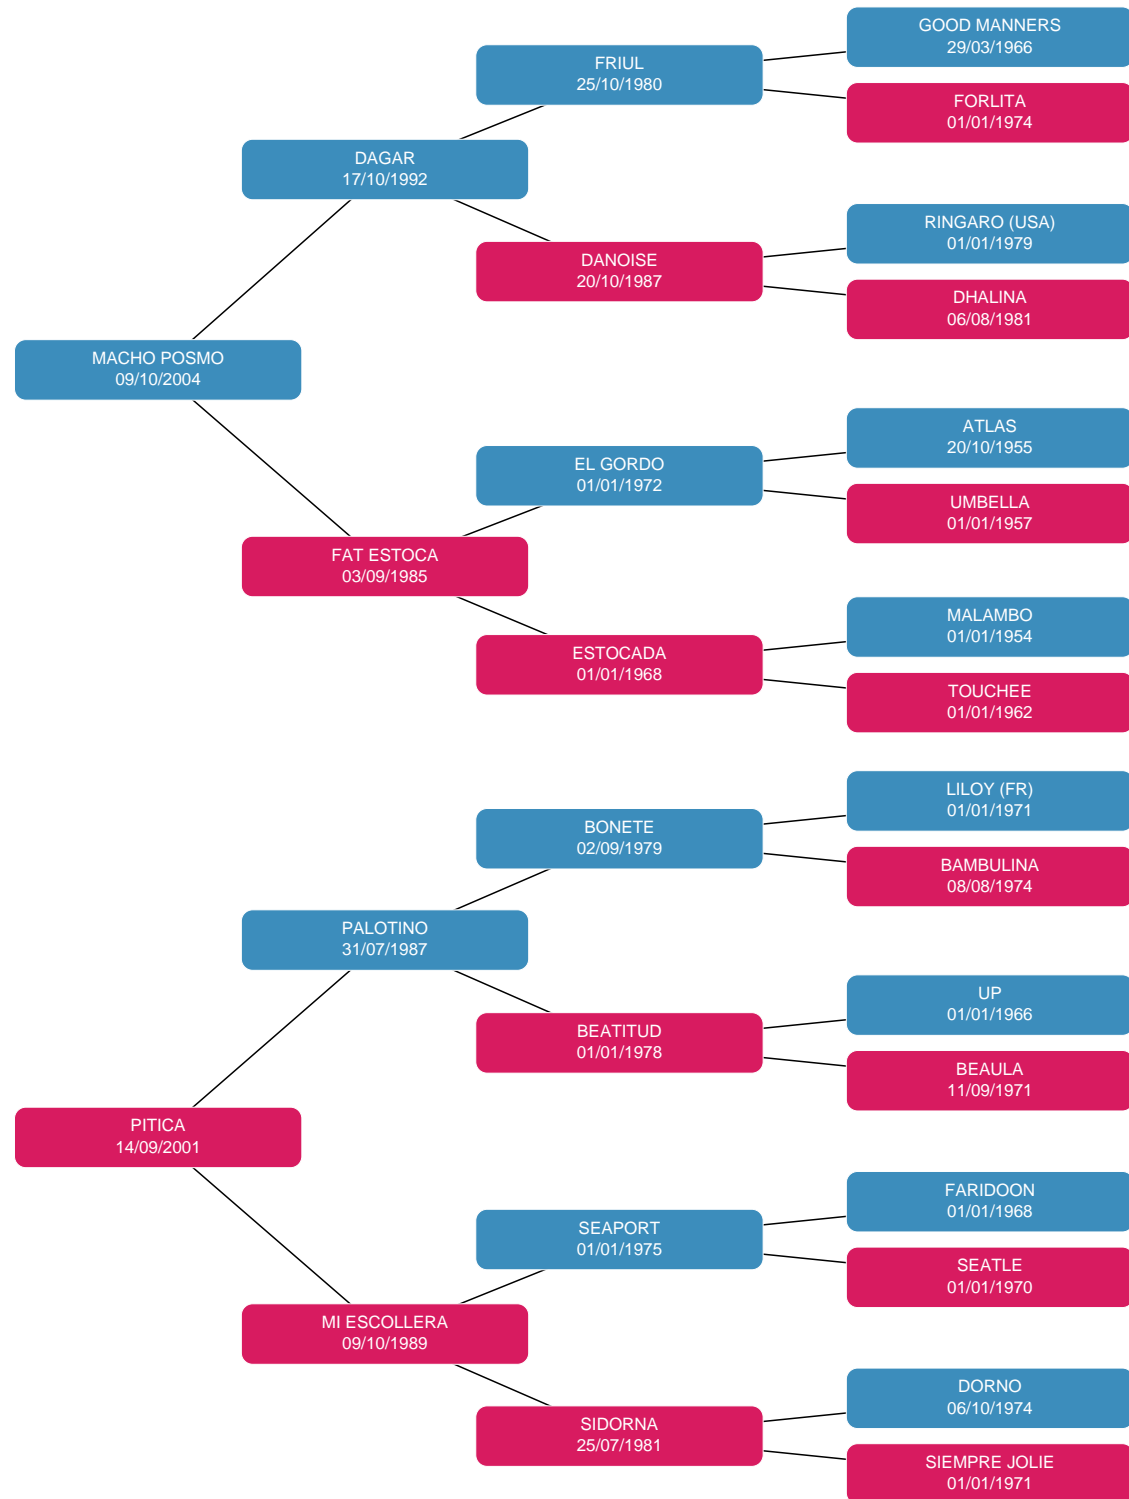 GOOD MANNERS
29/03/1966
FRIUL
25/10/1980
FORLITA
01/01/1974
DAGAR
17/10/1992
RINGARO (USA)
01/01/1979
DANOISE
20/10/1987
DHALINA
06/08/1981
MACHO POSMO
09/10/2004
ATLAS
20/10/1955
EL GORDO
01/01/1972
UMBELLA
01/01/1957
FAT ESTOCA
03/09/1985
MALAMBO
01/01/1954
ESTOCADA
01/01/1968
TOUCHEE
01/01/1962
LILOY (FR)
01/01/1971
BONETE
02/09/1979
BAMBULINA
08/08/1974
PALOTINO
31/07/1987
UP
01/01/1966
BEATITUD
01/01/1978
BEAULA
11/09/1971
PITICA
14/09/2001
FARIDOON
01/01/1968
SEAPORT
01/01/1975
SEATLE
01/01/1970
MI ESCOLLERA
09/10/1989
DORNO
06/10/1974
SIDORNA
25/07/1981
SIEMPRE JOLIE
01/01/1971